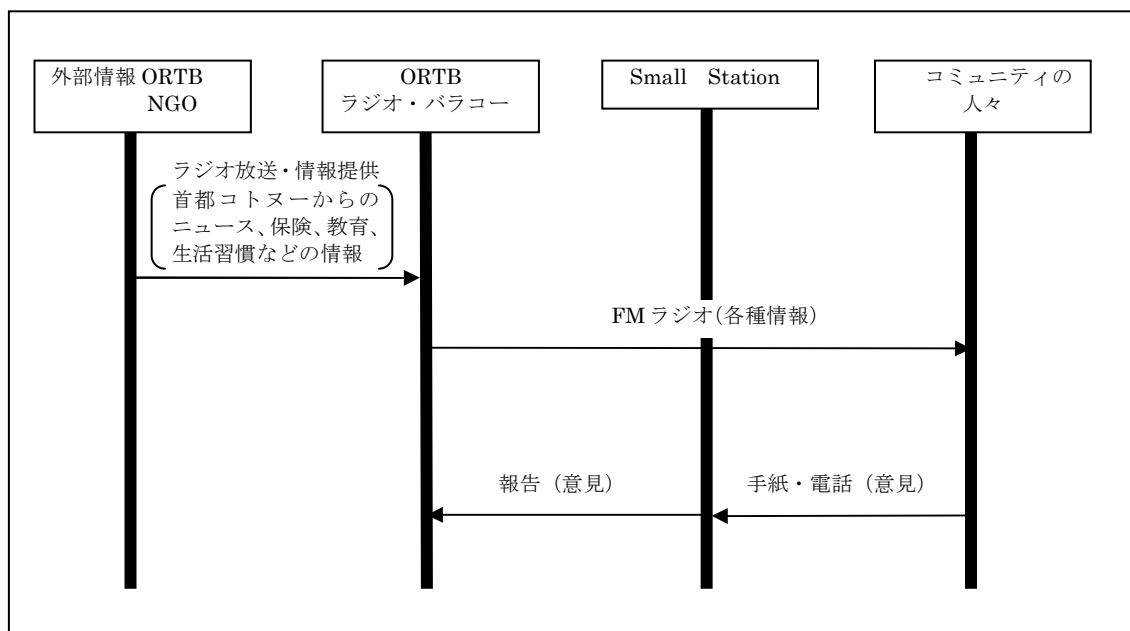 外部情報 ORTB
NGO
ORTB
ラジオ・バラコー
Small Station
コミュニティの
人々
ラジオ放送・情報提供
首都コトヌーからの
ニュース、保険、教育、
生活習慣などの情報
FM ラジオ(各種情報)
報告（意見）
手紙・電話（意見）